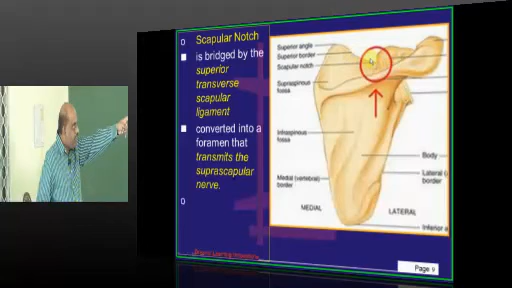 Scapular Notch
is bridged by the
superior
transverse
scapular
ligament
converted into a
foramen that
transmits the
suprascapular
nerve.
Superior angle
Superior border
Scapular notch
Supraspinous
fossa
Infraspinous
fossa
Medial (vertebral)
border
MEDIAL
LATERAL
Body
Lateral (
border
Inferior a
Page 9